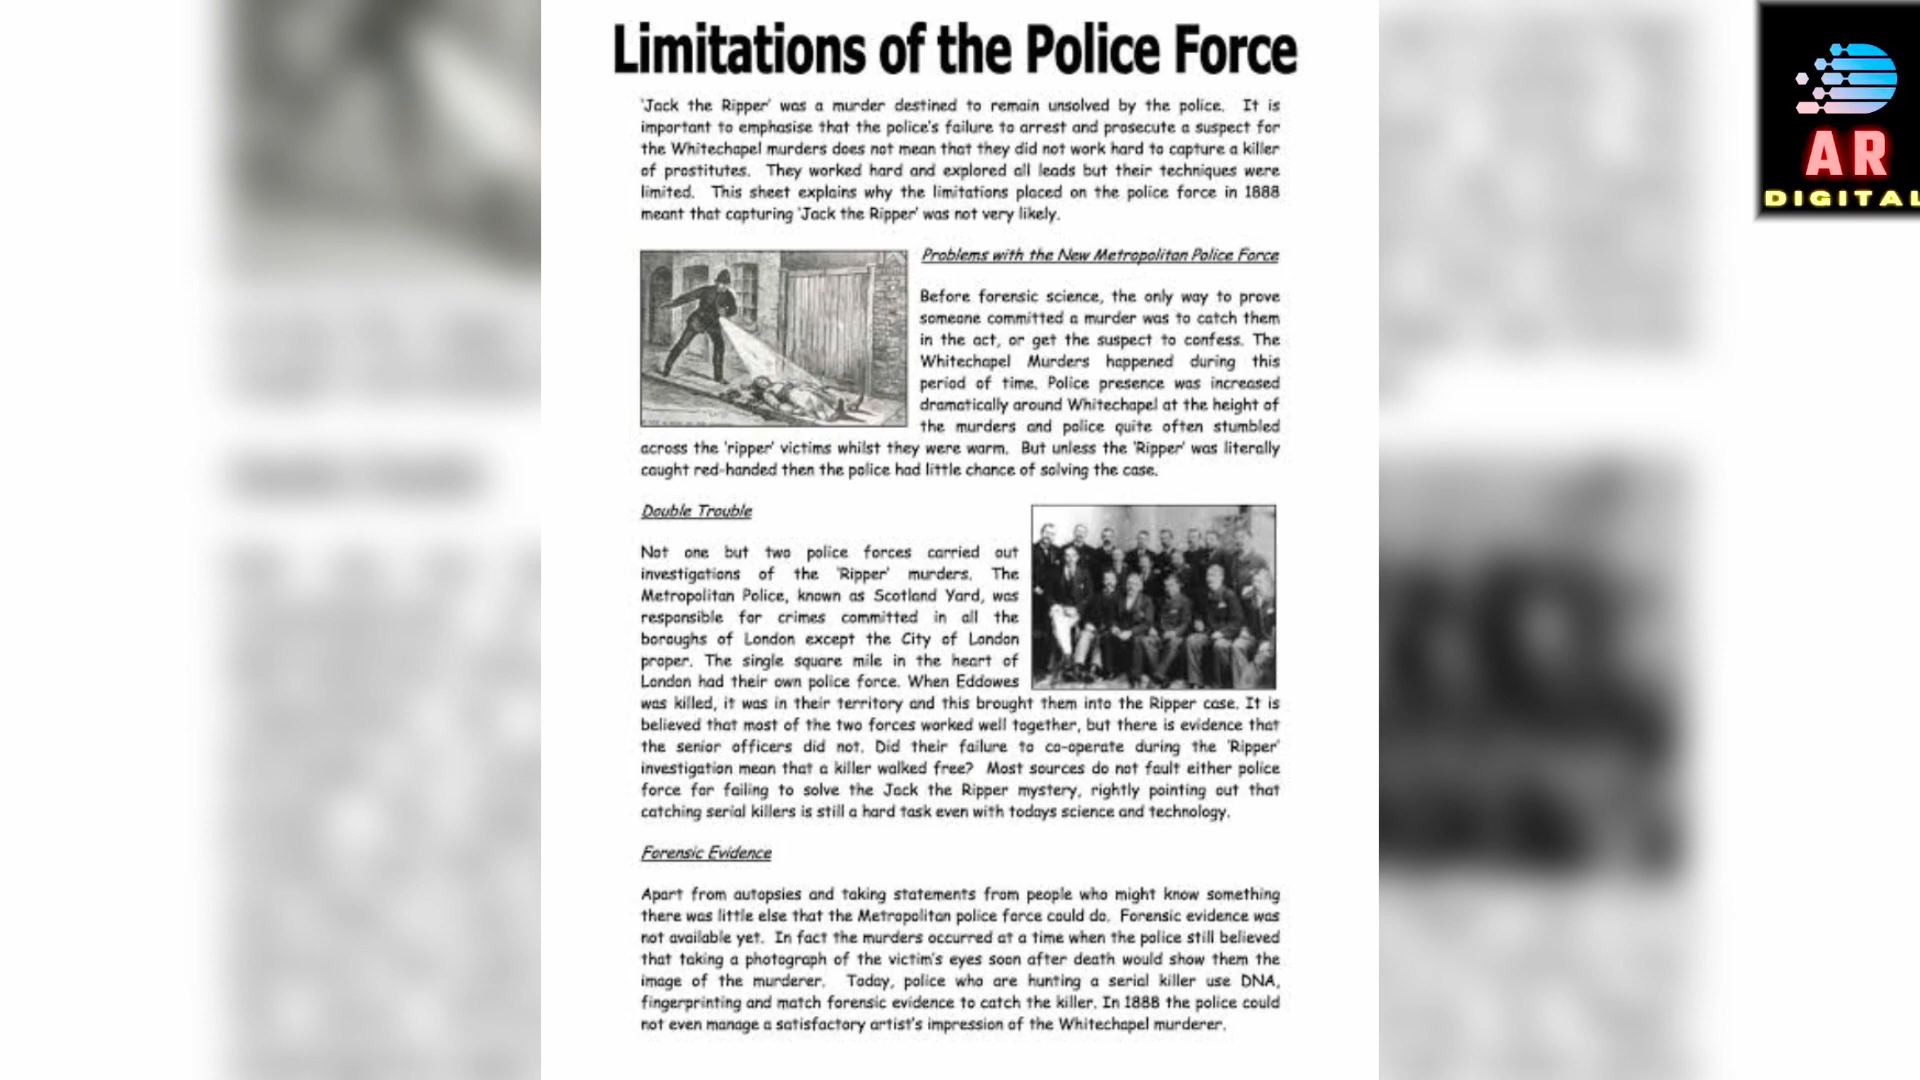 Limitations of the Police Force
'Jack the Ripper' was a murder destined to remain unsolved by the police. It is
important to emphasise that the police's failure to arrest and prosecute a suspect for
the Whitechapel murders does not mean that they did not work hard to capture a killer
of prostitutes. They worked hard and explored all leads but their techniques were
limited. This sheet explains why the limitations placed on the police force in 1888
meant that capturing 'Jack the Ripper' was not very likely.
Problems with the New Metropolitan Police Force
Before forensic science, the only way to prove
someone committed a murder was to catch them
in the act, or get the suspect to confess. The
Whitechapel Murders happened during this
period of time. Police presence was increased
dramatically around Whitechapel at the height of
the murders and police quite often stumbled
across the 'ripper' victims whilst they were warm. But unless the 'Ripper' was literally
caught red-handed then the police had little chance of solving the case.
Double Trouble
Not one but two police forces carried out
investigations of the 'Ripper' murders. The
Metropolitan Police, known as Scotland Yard, was
responsible for crimes committed in all the
boroughs of London except the City of London
proper. The single square mile in the heart of
London had their own police force. When Eddowes
was killed, it was in their territory and this brought them into the Ripper case. It is
believed that most of the two forces worked well together, but there is evidence that
the senior officers did not. Did their failure to co-operate during the 'Ripper'
investigation mean that a killer walked free? Most sources do not fault either police
force for failing to solve the Jack the Ripper mystery, rightly pointing out that
catching serial killers is still a hard task even with todays science and technology.
Forensic Evidence
Apart from autopsies and taking statements from people who might know something
there was little else that the Metropolitan police force could do. Forensic evidence was
not available yet. In fact the murders occurred at a time when the police still believed
that taking a photograph of the victim's eyes soon after death would show them the
image of the murderer. Today, police who are hunting a serial killer use DNA,
fingerprinting and match forensic evidence to catch the killer. In 1888 the police could
not even manage a satisfactory artist's impression of the Whitechapel murderer.
AR
DIGITAL